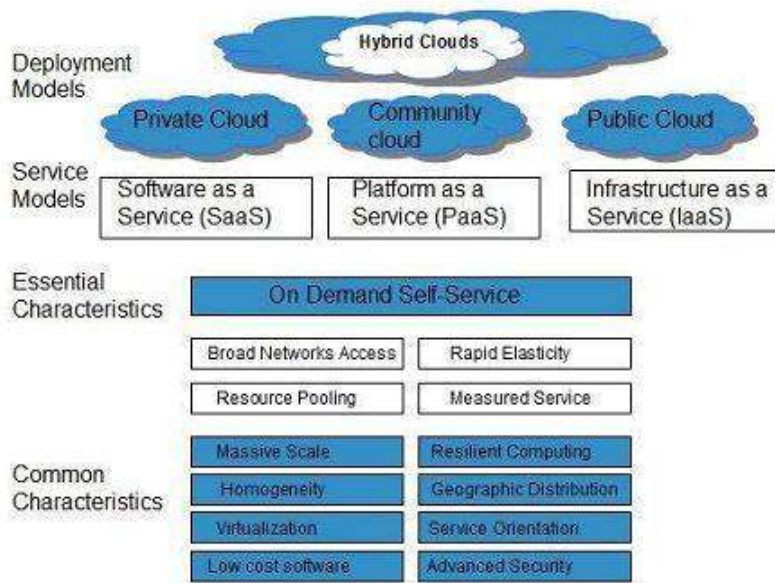 Hybrid Clouds
Deployment
Models
Private Cloud
Community
cloud
Public Cloud
Service
Models
Software as a
Service (SaaS)
Platform as a
Service (PaaS)
Infrastructure as a
Service (IaaS)
Essential
Characteristics
On Demand Self-Service
Broad Networks Access
Rapid Elasticity
Resource Pooling
Measured Service
Common
Characteristics
Massive Scale
Resilient Computing
Homogeneity
Geographic Distribution
Virtualization
Service Orientation
Low cost software
Advanced Security